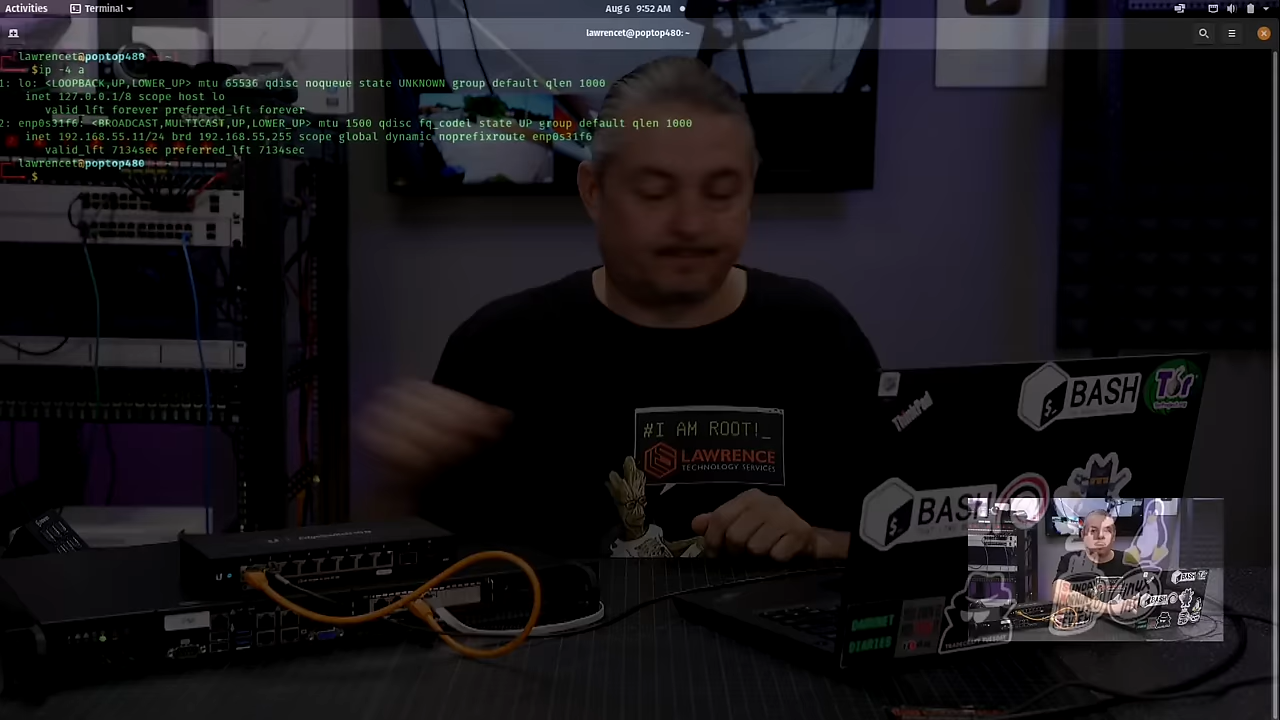 Activities
Terminal
Aug 6 9:52 AM
lawrencet@poptop480: ~
lawrencet@poptop480 ~
$ip -4 a
1: lo: <LOOPBACK,UP,LOWER_UP> mtu 65536 qdisc noqueue state UNKNOWN group default qlen 1000
inet 127.0.0.1/8 scope host lo
valid_lft forever preferred_lft forever
2: enp0s31f6: <BROADCAST,MULTICAST,UP,LOWER_UP> mtu 1500 qdisc fq_codel state UP group default qlen 1000
inet 192.168.55.11/24 brd 192.168.55.255 scope global dynamic noprefixroute enp0s31f6
valid_lft 7134sec preferred_lft 7134sec
lawrencet@poptop480 ~
$
BASH
Tor
ThinkPad
#I AM ROOT!_
LAWRENCE
TECHNOLOGY SERVICES
BASH
DARKNET
DIARIES
BASH